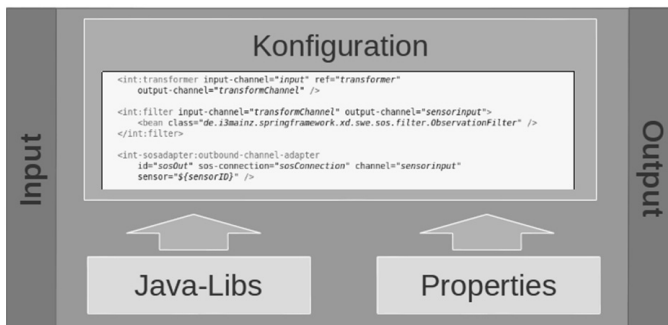 Input
Konfiguration
<int:transformer input-channel="input" ref="transformer"
output-channel="transformChannel" />
<int:filter input-channel="transformChannel" output-channel="sensorinput">
<bean class="de.i3mainz.springframework.xd.swe.sos.filter.ObservationFilter" />
</int:filter>
<int-sosadapter:outbound-channel-adapter
id="sosOut" sos-connection="sosConnection" channel="sensorinput"
sensor="${sensorID}" />
Java-Libs
Properties
Output